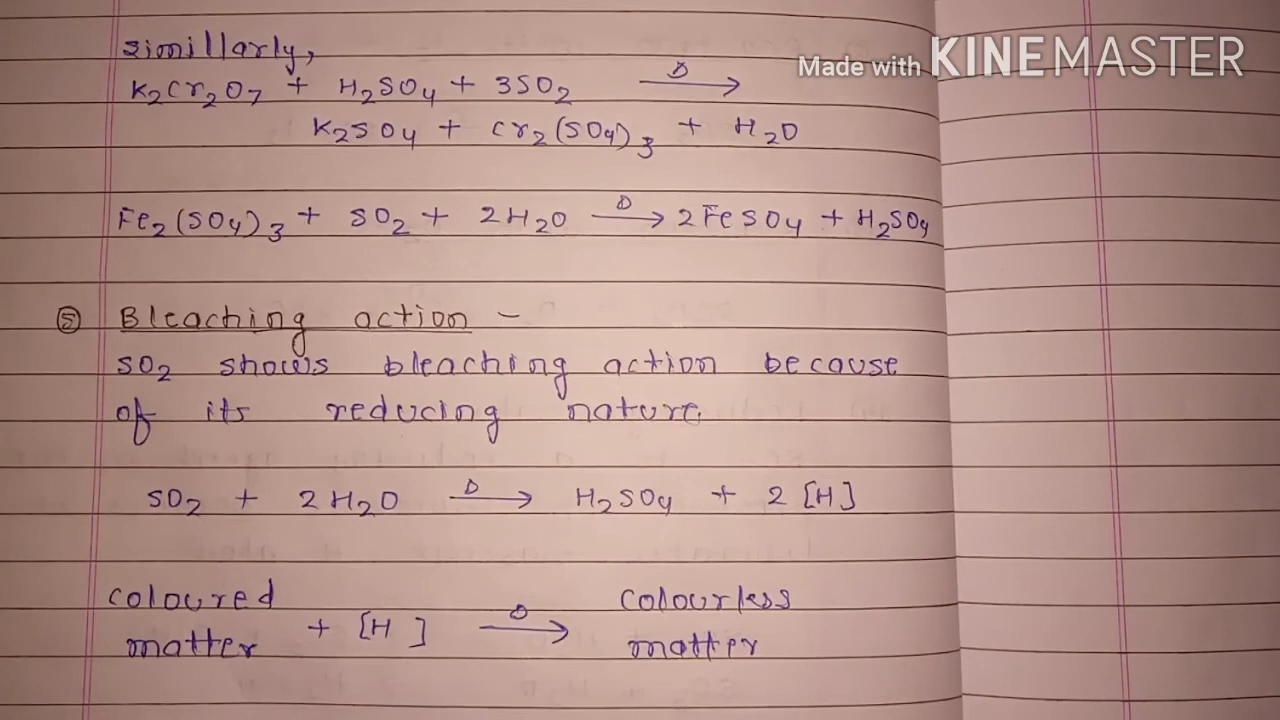 simillarly,
Made with KINEMASTER
K2Cr2O7 + H2SO4 + 3SO2 Δ→
K2SO4 + Cr2(SO4)3 + H2O
Fe2(SO4)3 + SO2 + 2H2O Δ→ 2FeSO4 + H2SO4
⑤ Bleaching action -
SO2 shows bleaching action because
of its reducing nature.
SO2 + 2H2O Δ→ H2SO4 + 2[H]
coloured matter + [H] Δ→ colourless matter